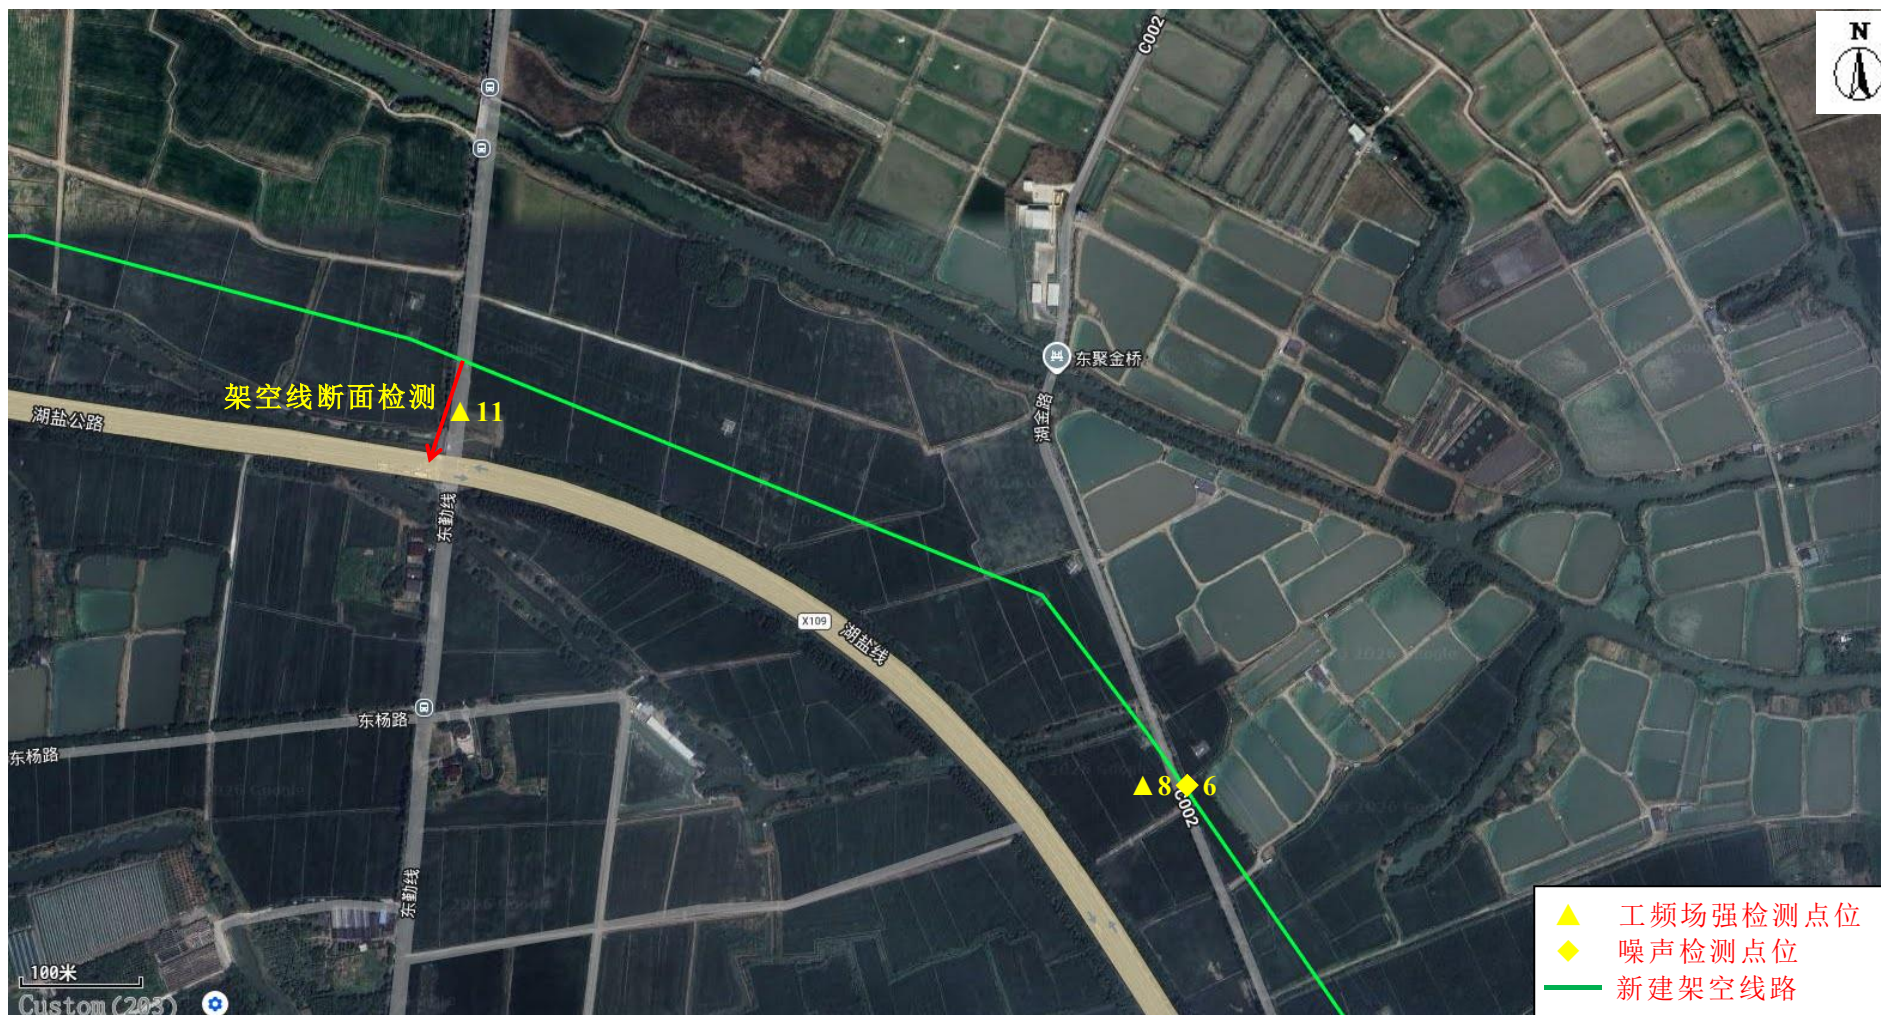 N
C002
东聚金桥
湖金路
架空线断面检测
▲11
湖盐公路
东勤线
X109
湖盐线
东杨路
东杨路
▲8
◆6
C002
东勤线
100米
Custom(203)
▲ 工频场强检测点位
◆ 噪声检测点位
新建架空线路